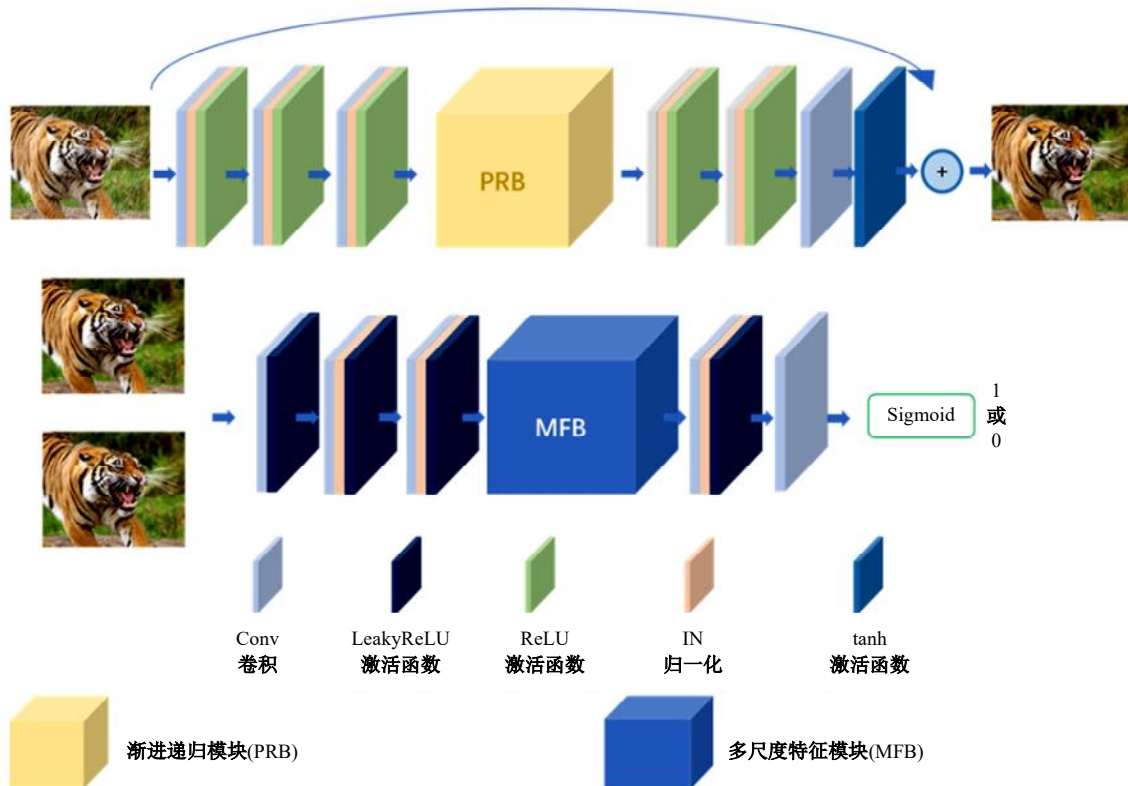 PRB
+
MFB
Sigmoid
1
或
0
Conv
卷积
LeakyReLU
激活函数
ReLU
激活函数
IN
归一化
tanh
激活函数
渐进递归模块(PRB)
多尺度特征模块(MFB)